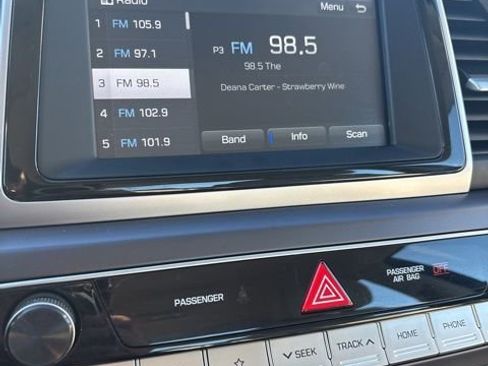 Radio
Menu
1 FM 105.9
2 FM 97.1
3 FM 98.5
4 FM 102.9
5 FM 101.9
P3 FM 98.5
98.5 The
Deana Carter - Strawberry Wine
Band
Info
Scan
PASSENGER
PASSENGER
AIR BAG
OFF
SEEK
TRACK
HOME
PHONE